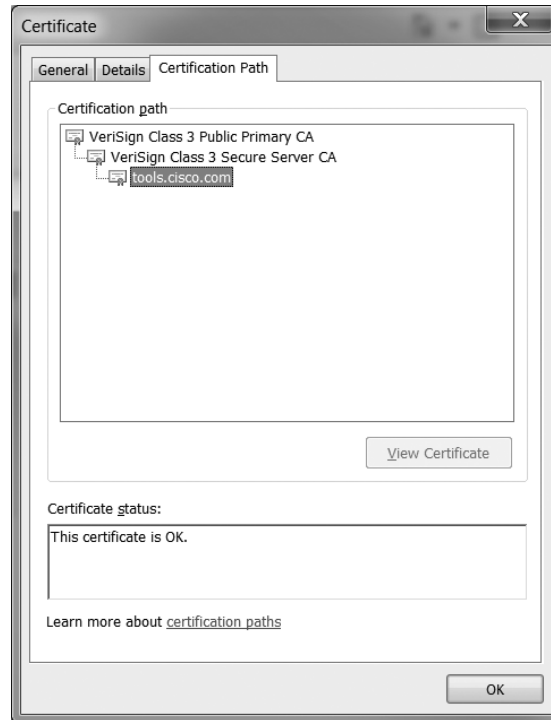 Certificate
X
General
Details
Certification Path
Certification path
VeriSign Class 3 Public Primary CA
VeriSign Class 3 Secure Server CA
tools.cisco.com
View Certificate
Certificate status:
This certificate is OK.
Learn more about certification paths
OK